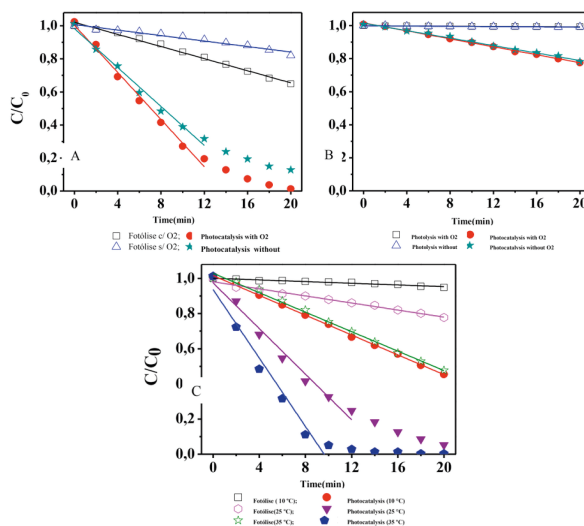 C/C0
1,0
0,8
0,6
0,4
0,2
0,0
A
0 4 8 12 16 20
Time(min)
Fotólise c/ O2; Photocatalysis with O2
Fotólise s/ O2; Photocatalysis without
1,0
0,8
0,6
0,4
0,2
0,0
B
0 4 8 12 16 20
Time(min)
Photolysis with O2 Photocatalysis with O2
Photolysis without Photocatalysis without O2
C/C0
1,0
0,8
0,6
0,4
0,2
0,0
C
0 4 8 12 16 20
Time(min)
Fotólise ( 10 °C); Photocatalysis (10 °C)
Fotólise(25 °C); Photocatalysis (25 °C)
Fotólise(35 °C); Photocatalysis (35 °C)